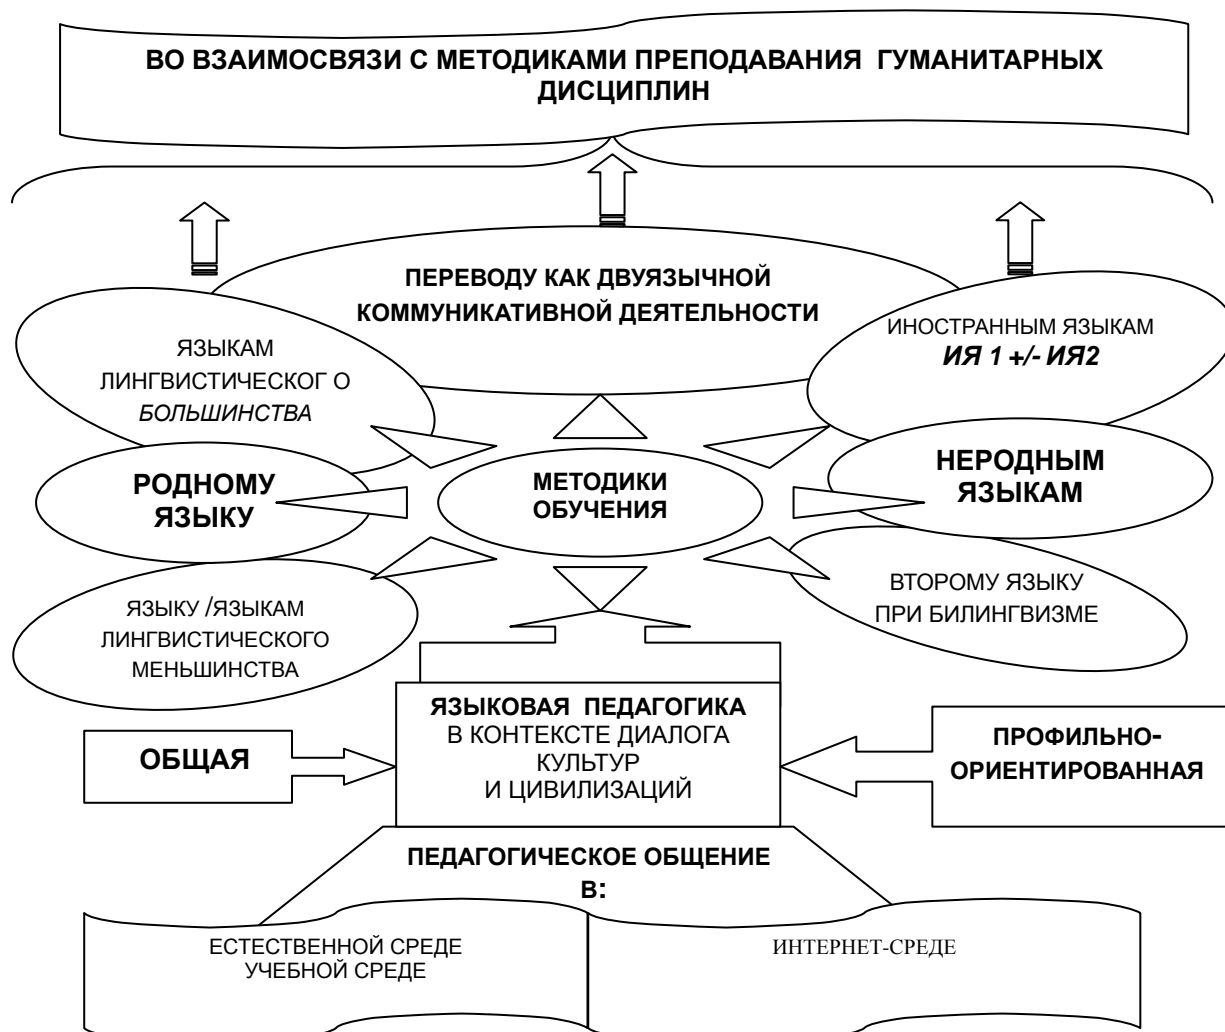 ВО ВЗАИМОСВЯЗИ С МЕТОДИКАМИ ПРЕПОДАВАНИЯ ГУМАНИТАРНЫХ
ДИСЦИПЛИН
ПЕРЕВОДУ КАК ДВУЯЗЫЧНОЙ
КОММУНИКАТИВНОЙ ДЕЯТЕЛЬНОСТИ
ЯЗЫКАМ
ЛИНГВИСТИЧЕСКОГ О
БОЛЬШИНСТВА
ИНОСТРАННЫМ ЯЗЫКАМ
ИЯ 1 +/- ИЯ2
РОДНОМУ
ЯЗЫКУ
МЕТОДИКИ
ОБУЧЕНИЯ
НЕРОДНЫМ
ЯЗЫКАМ
ЯЗЫКУ /ЯЗЫКАМ
ЛИНГВИСТИЧЕСКОГО
МЕНЬШИНСТВА
ВТОРОМУ ЯЗЫКУ
ПРИ БИЛИНГВИЗМЕ
ОБЩАЯ
ЯЗЫКОВАЯ ПЕДАГОГИКА
В КОНТЕКСТЕ ДИАЛОГА
КУЛЬТУР
И ЦИВИЛИЗАЦИЙ
ПРОФИЛЬНО-
ОРИЕНТИРОВАННАЯ
ПЕДАГОГИЧЕСКОЕ ОБЩЕНИЕ
В:
ЕСТЕСТВЕННОЙ СРЕДЕ
УЧЕБНОЙ СРЕДЕ
ИНТЕРНЕТ-СРЕДЕ